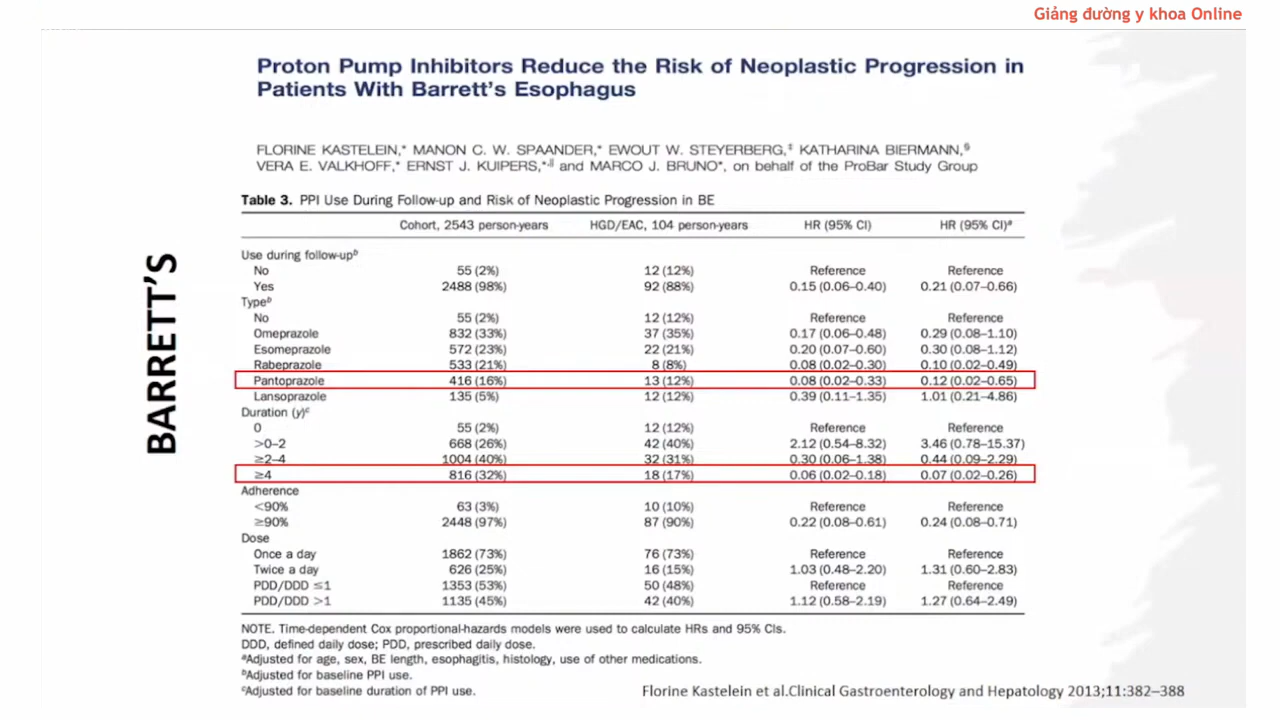 Giảng đường y khoa Online
Proton Pump Inhibitors Reduce the Risk of Neoplastic Progression in
Patients With Barrett's Esophagus
FLORINE KASTELEIN,* MANON C. W. SPAANDER,* EWOUT W. STEYERBERG,‡ KATHARINA BIERMANN,§
VERA E. VALKHOFF,* ERNST J. KUIPERS,*,‖ and MARCO J. BRUNO*, on behalf of the ProBar Study Group
BARRETT'S
Table 3. PPI Use During Follow-up and Risk of Neoplastic Progression in BE
Cohort, 2543 person-years HGD/EAC, 104 person-years HR (95% CI) HR (95% CI)a
Use during follow-upb
No 55 (2%) 12 (12%) Reference Reference
Yes 2488 (98%) 92 (88%) 0.15 (0.06–0.40) 0.21 (0.07–0.66)
Typeb
No 55 (2%) 12 (12%) Reference Reference
Omeprazole 832 (33%) 37 (35%) 0.17 (0.06–0.48) 0.29 (0.08–1.10)
Esomeprazole 572 (23%) 22 (21%) 0.20 (0.07–0.60) 0.30 (0.08–1.12)
Rabeprazole 533 (21%) 8 (8%) 0.08 (0.02–0.30) 0.10 (0.02–0.49)
Pantoprazole 416 (16%) 13 (12%) 0.08 (0.02–0.33) 0.12 (0.02–0.65)
Lansoprazole 135 (5%) 12 (12%) 0.39 (0.11–1.35) 1.01 (0.21–4.86)
Duration (y)c
0 55 (2%) 12 (12%) Reference Reference
>0–2 668 (26%) 42 (40%) 2.12 (0.54–8.32) 3.46 (0.78–15.37)
≥2–4 1004 (40%) 32 (31%) 0.30 (0.06–1.38) 0.44 (0.09–2.29)
≥4 816 (32%) 18 (17%) 0.06 (0.02–0.18) 0.07 (0.02–0.26)
Adherence
<90% 63 (3%) 10 (10%) Reference Reference
≥90% 2448 (97%) 87 (90%) 0.22 (0.08–0.61) 0.24 (0.08–0.71)
Dose
Once a day 1862 (73%) 76 (73%) Reference Reference
Twice a day 626 (25%) 16 (15%) 1.03 (0.48–2.20) 1.31 (0.60–2.83)
PDD/DDD ≤1 1353 (53%) 50 (48%) Reference Reference
PDD/DDD >1 1135 (45%) 42 (40%) 1.12 (0.58–2.19) 1.27 (0.64–2.49)
NOTE. Time-dependent Cox proportional-hazards models were used to calculate HRs and 95% CIs.
DDD, defined daily dose; PDD, prescribed daily dose.
aAdjusted for age, sex, BE length, esophagitis, histology, use of other medications.
bAdjusted for baseline PPI use.
cAdjusted for baseline duration of PPI use.
Florine Kastelein et al.Clinical Gastroenterology and Hepatology 2013;11:382–388